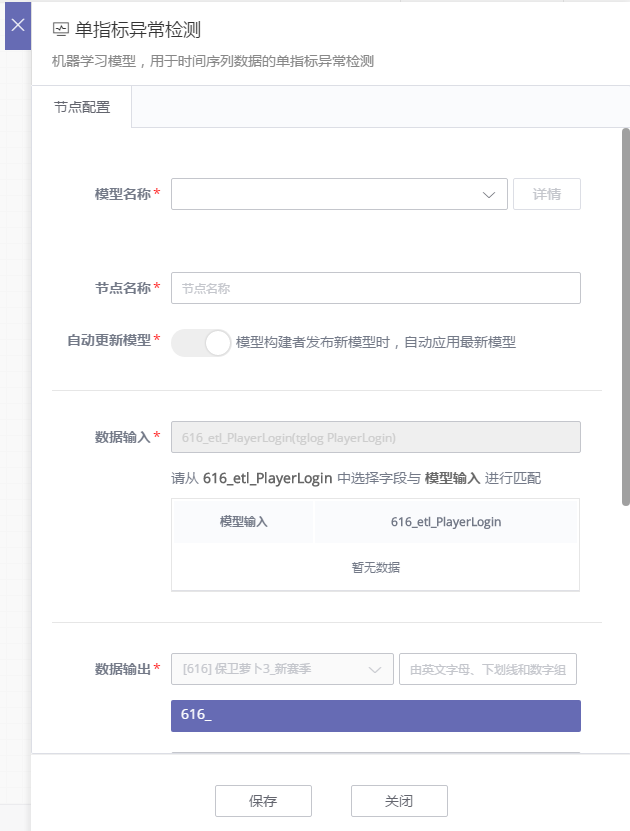 单指标异常检测
机器学习模型，用于时间序列数据的单指标异常检测
节点配置
模型名称*
详情
节点名称*
节点名称
自动更新模型*
模型构建者发布新模型时，自动应用最新模型
数据输入*
616_etl_PlayerLogin(tglog PlayerLogin)
请从 616_etl_PlayerLogin 中选择字段与 模型输入 进行匹配
模型输入
616_etl_PlayerLogin
暂无数据
数据输出*
[616] 保卫萝卜3_新赛季
由英文字母、下划线和数字组
616_
保存
关闭